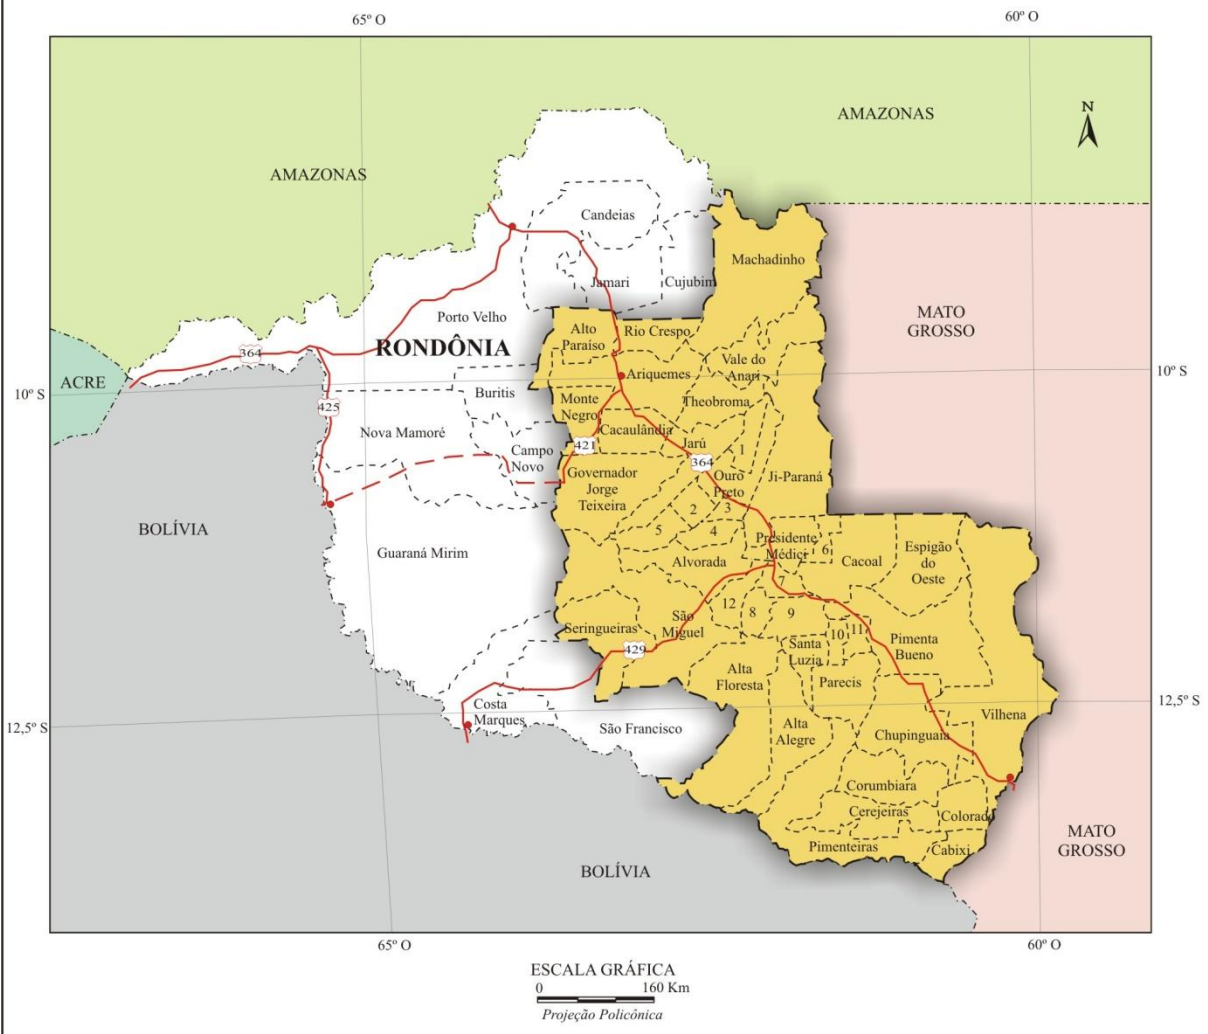 65º O
60º O
AMAZONAS
N
AMAZONAS
Candeias
Machadinho
Jamari
Cujubim
MATO
GROSSO
Porto Velho
Alto
Paraíso
Rio Crespo
RONDÔNIA
364
Vale do
Anari
ACRE
Ariquemes
10º S
10º S
Buritis
Monte
Negro
Theobroma
425
Nova Mamoré
Cacaulândia
Jarú
421
1
Campo
Novo
364
Governador
Jorge
Teixeira
Ouro
Preto
Ji-Paraná
2
3
BOLÍVIA
5
4
Presidente
Médici
6
Guaraná Mirim
Alvorada
Cacoal
Espigão
do
Oeste
7
12
8
9
São
Miguel
Seringueiras
10
11
Pimenta
Bueno
429
Santa
Luzia
Alta
Floresta
Parecis
Costa
Marques
12,5º S
12,5º S
São Francisco
Alta
Alegre
Vilhena
Chupinguaia
Corumbiara
Cerejeiras
Colorado
MATO
GROSSO
Pimenteiras
Cabixi
BOLÍVIA
65º O
60º O
ESCALA GRÁFICA
0 160 Km
Projeção Policônica